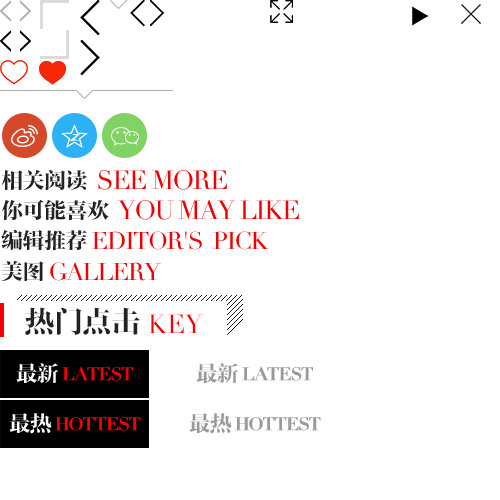 相关阅读 SEE MORE
你可能喜欢 YOU MAY LIKE
编辑推荐 EDITOR'S PICK
美图 GALLERY
热门点击 KEY
最新 LATEST 最新 LATEST
最热 HOTTEST 最热 HOTTEST